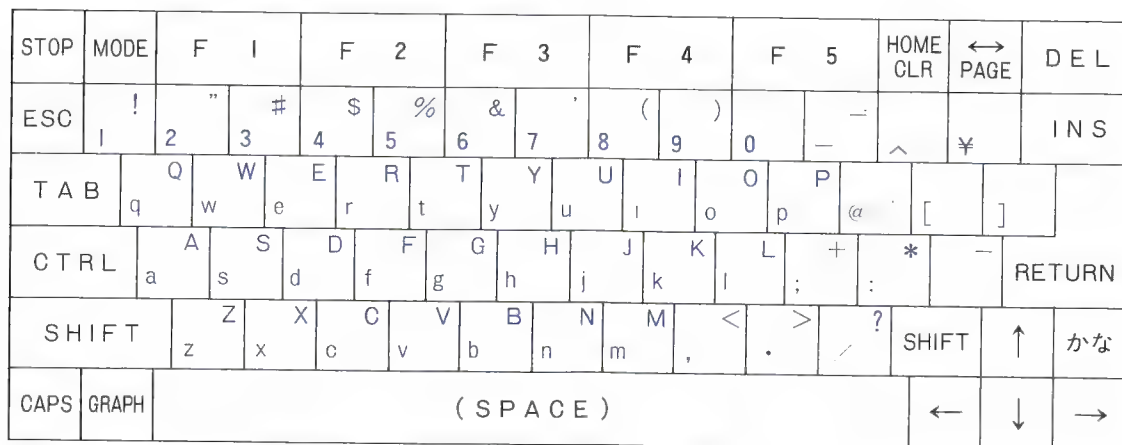 STOP MODE F 1 F 2 F 3 F 4 F 5 HOME CLR ↔ PAGE DEL
ESC ! 1 " 2 # 3 $ 4 % 5 & 6 ' 7 ( 8 ) 9 0 = — ^ ¥ INS
TAB Q q W w E e R r T t Y y U u I i O o P p @ ` [ ]
CTRL A a S s D d F f G g H h J j K k L l + ; * : — RETURN
SHIFT Z z X x C c V v B b N n M m < , > . ? / SHIFT ↑ かな
CAPS GRAPH (SPACE) ← ↓ →